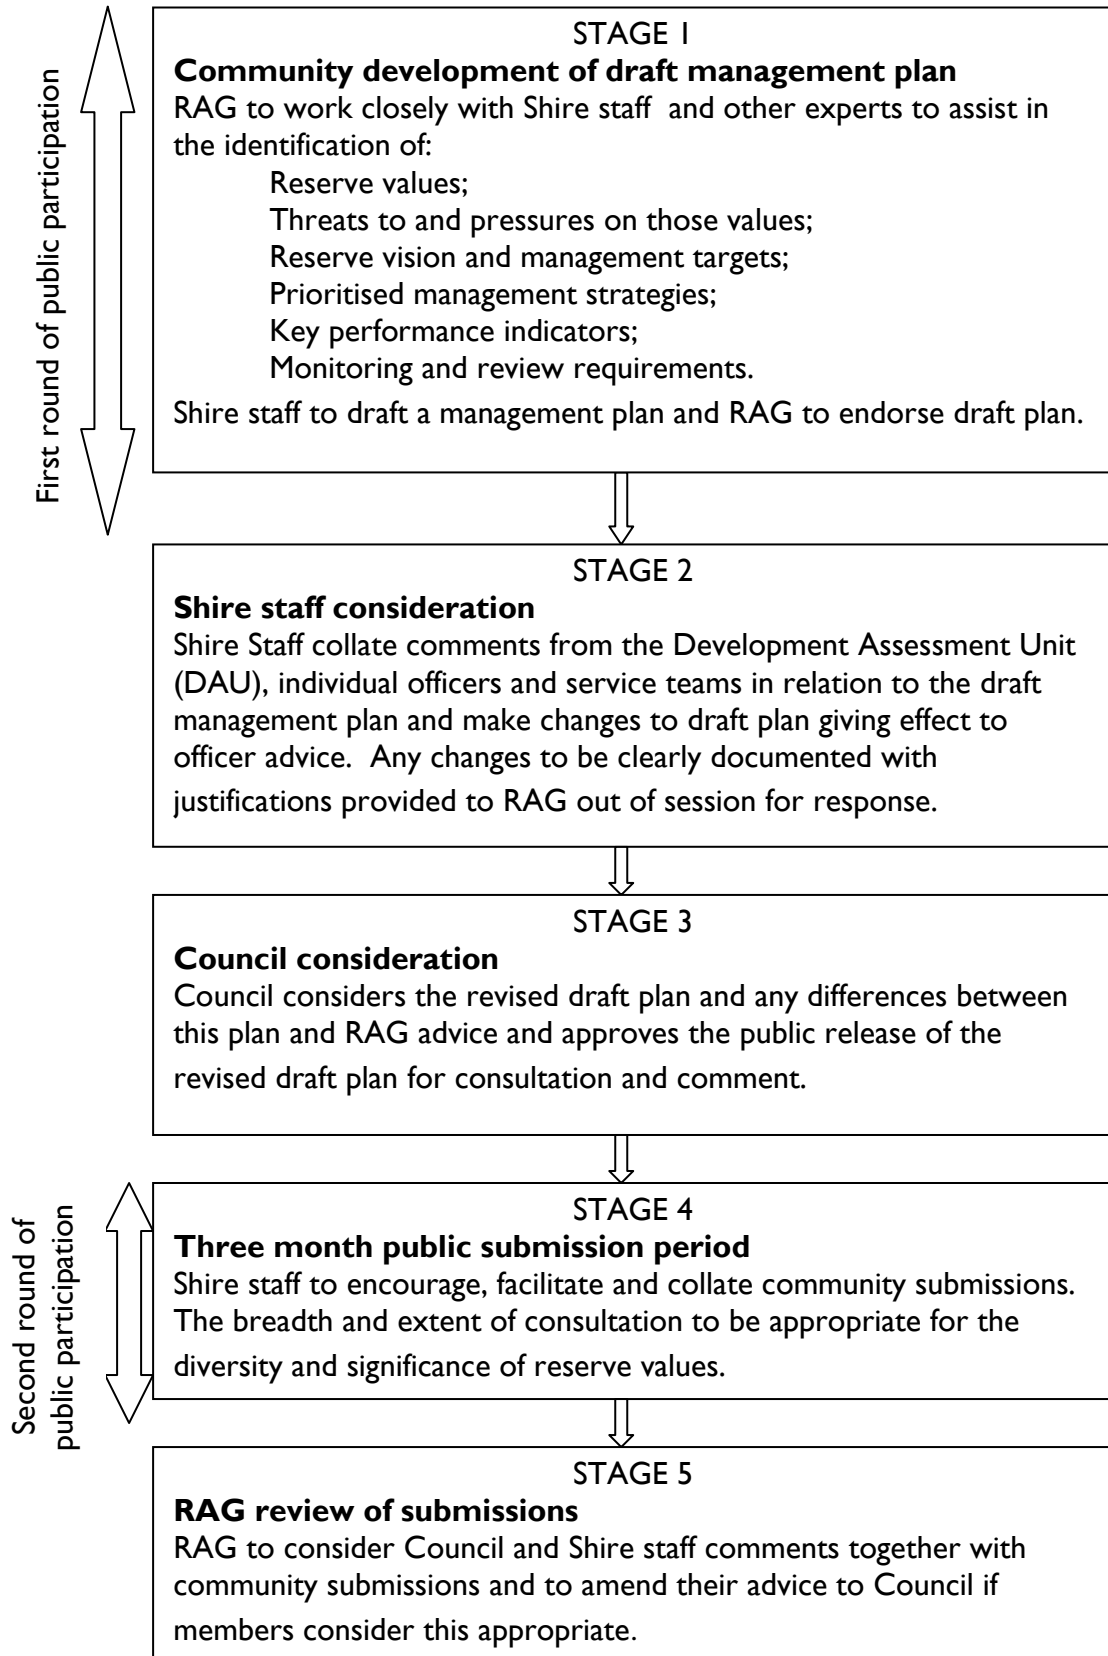 First round of public participation
STAGE 1
Community development of draft management plan
RAG to work closely with Shire staff  and other experts to assist in
the identification of:
Reserve values;
Threats to and pressures on those values;
Reserve vision and management targets;
Prioritised management strategies;
Key performance indicators;
Monitoring and review requirements.
Shire staff to draft a management plan and RAG to endorse draft plan.
STAGE 2
Shire staff consideration
Shire Staff collate comments from the Development Assessment Unit
(DAU), individual officers and service teams in relation to the draft
management plan and make changes to draft plan giving effect to
officer advice.  Any changes to be clearly documented with
justifications provided to RAG out of session for response.
STAGE 3
Council consideration
Council considers the revised draft plan and any differences between
this plan and RAG advice and approves the public release of the
revised draft plan for consultation and comment.
Second round of
public participation
STAGE 4
Three month public submission period
Shire staff to encourage, facilitate and collate community submissions.
The breadth and extent of consultation to be appropriate for the
diversity and significance of reserve values.
STAGE 5
RAG review of submissions
RAG to consider Council and Shire staff comments together with
community submissions and to amend their advice to Council if
members consider this appropriate.